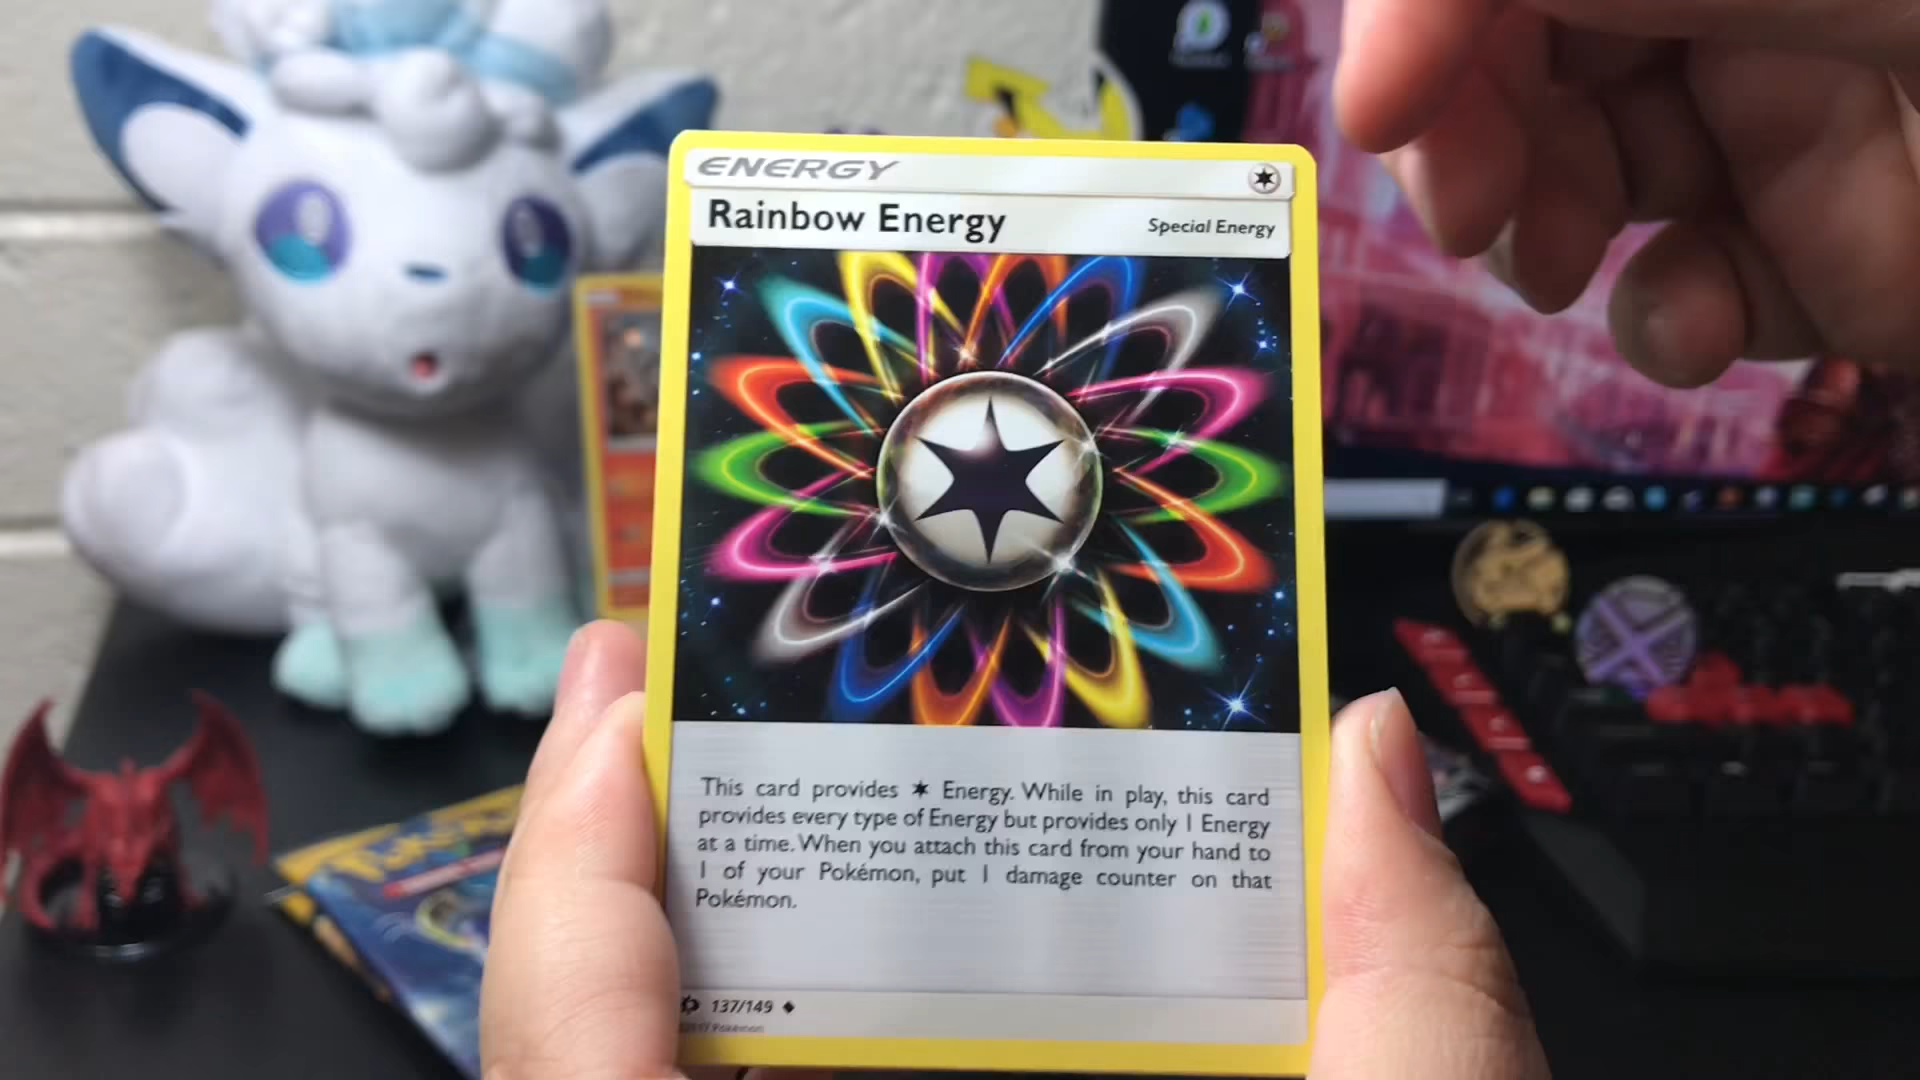 ENERGY
Rainbow Energy
Special Energy
This card provides ✶ Energy. While in play, this card
provides every type of Energy but provides only 1 Energy
at a time. When you attach this card from your hand to
1 of your Pokémon, put 1 damage counter on that
Pokémon.
137/149 ◆
©2017 Pokémon